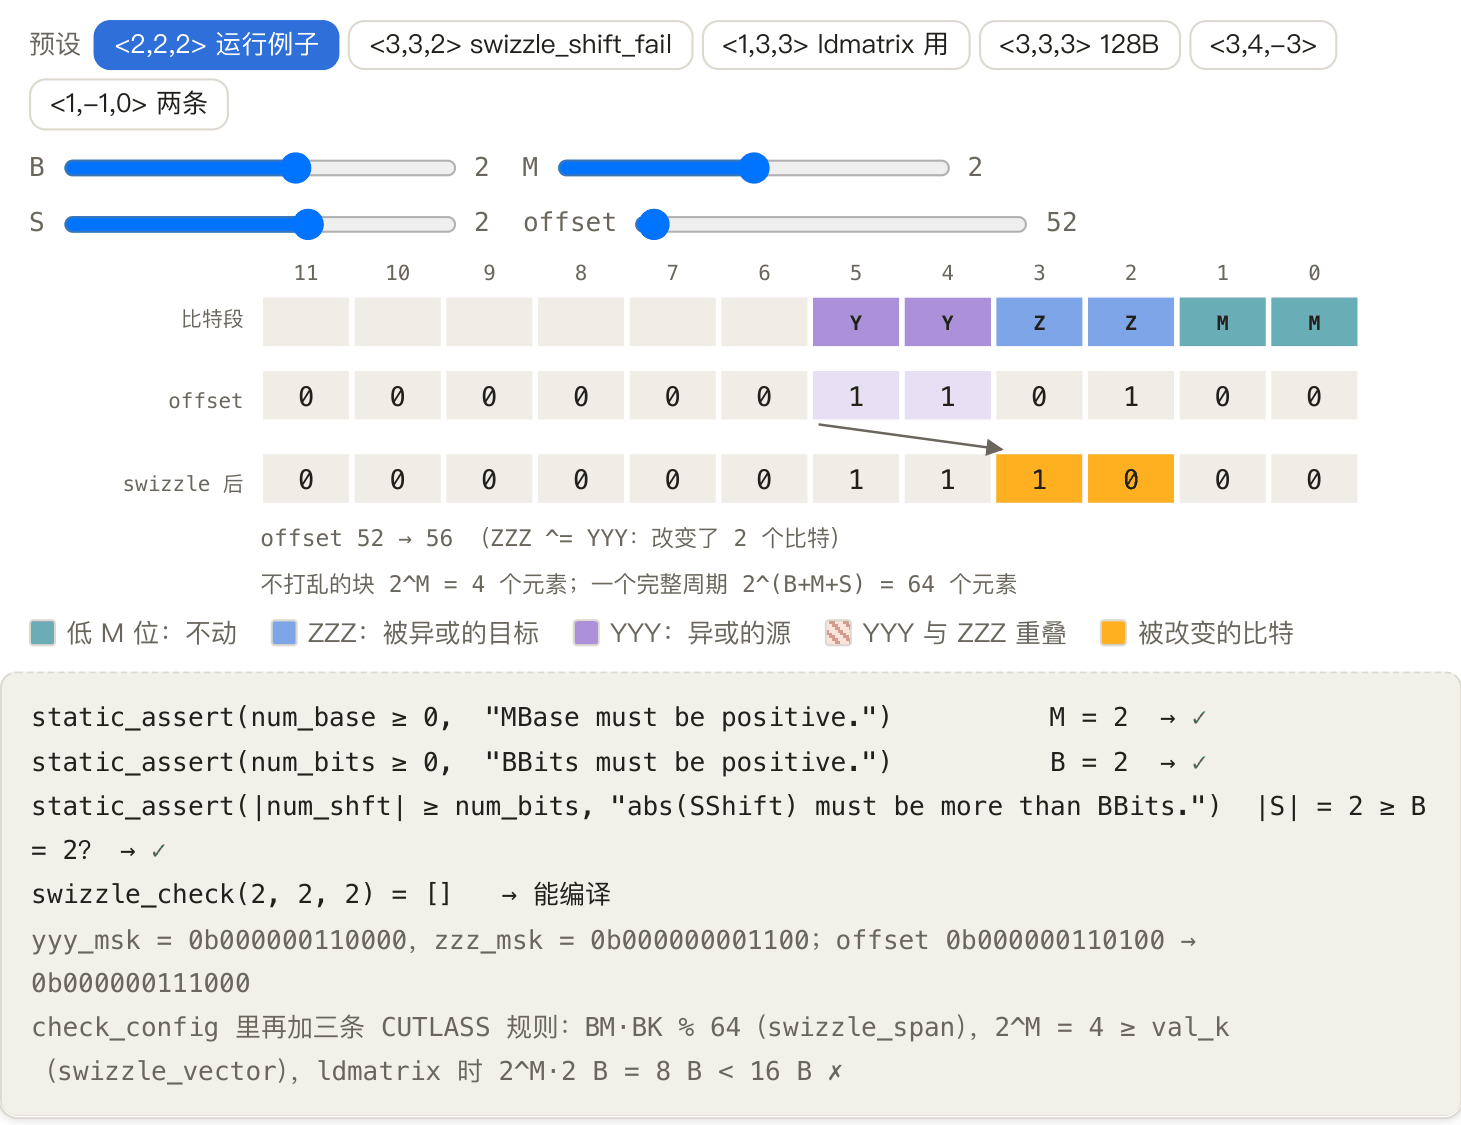 预设 <2,2,2> 运行例子 <3,3,2> swizzle_shift_fail <1,3,3> ldmatrix 用 <3,3,3> 128B <3,4,−3>
<1,−1,0> 两条
B 2 M 2
S 2 offset 52
11 10 9 8 7 6 5 4 3 2 1 0
比特段 Y Y Z Z M M
offset 0 0 0 0 0 0 1 1 0 1 0 0
swizzle 后 0 0 0 0 0 0 1 1 1 0 0 0
offset 52 → 56 （ZZZ ^= YYY：改变了 2 个比特）
不打乱的块 2^M = 4 个元素；一个完整周期 2^(B+M+S) = 64 个元素
低 M 位：不动 ZZZ：被异或的目标 YYY：异或的源 YYY 与 ZZZ 重叠 被改变的比特
static_assert(num_base ≥ 0, "MBase must be positive.") M = 2 → ✓
static_assert(num_bits ≥ 0, "BBits must be positive.") B = 2 → ✓
static_assert(|num_shft| ≥ num_bits, "abs(SShift) must be more than BBits.") |S| = 2 ≥ B
= 2? → ✓
swizzle_check(2, 2, 2) = [] → 能编译
yyy_msk = 0b000000110000, zzz_msk = 0b000000001100；offset 0b000000110100 →
0b000000111000
check_config 里再加三条 CUTLASS 规则：BM·BK % 64（swizzle_span），2^M = 4 ≥ val_k
（swizzle_vector），ldmatrix 时 2^M·2 B = 8 B < 16 B ✗